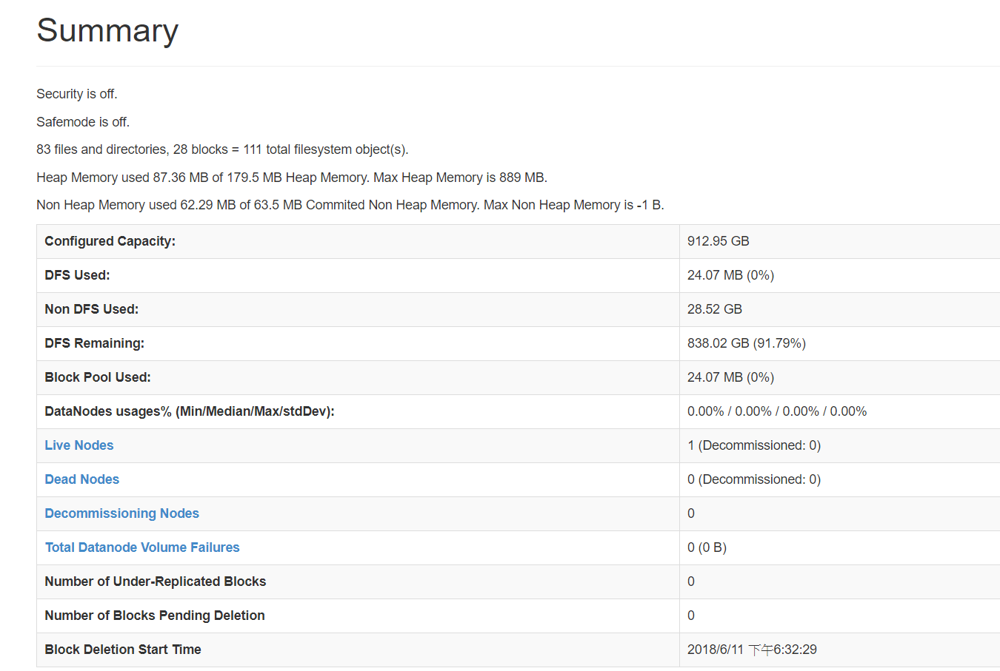 Summary
Security is off.
Safemode is off.
83 files and directories, 28 blocks = 111 total filesystem object(s).
Heap Memory used 87.36 MB of 179.5 MB Heap Memory. Max Heap Memory is 889 MB.
Non Heap Memory used 62.29 MB of 63.5 MB Commited Non Heap Memory. Max Non Heap Memory is -1 B.
Configured Capacity: 912.95 GB
DFS Used: 24.07 MB (0%)
Non DFS Used: 28.52 GB
DFS Remaining: 838.02 GB (91.79%)
Block Pool Used: 24.07 MB (0%)
DataNodes usages% (Min/Median/Max/stdDev): 0.00% / 0.00% / 0.00% / 0.00%
Live Nodes 1 (Decommissioned: 0)
Dead Nodes 0 (Decommissioned: 0)
Decommissioning Nodes 0
Total Datanode Volume Failures 0 (0 B)
Number of Under-Replicated Blocks 0
Number of Blocks Pending Deletion 0
Block Deletion Start Time 2018/6/11 下午6:32:29